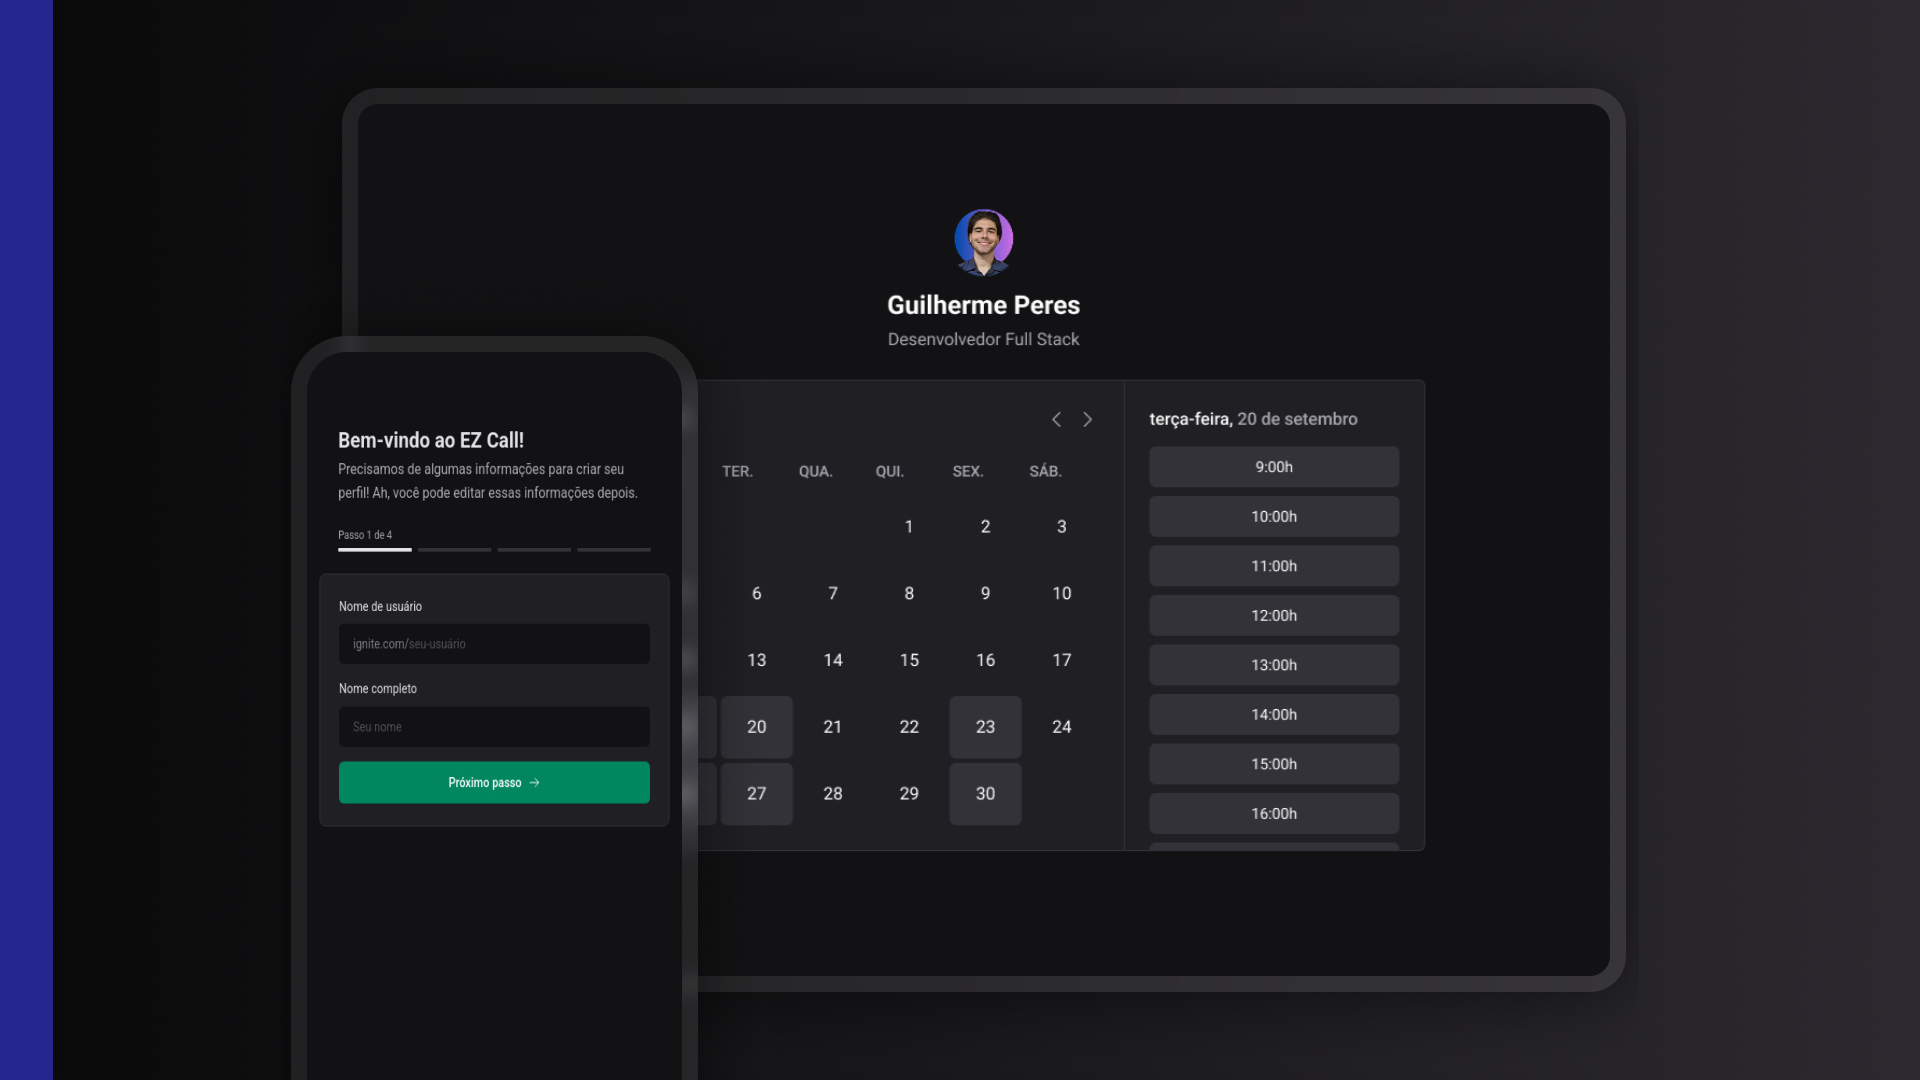 Guilherme Peres
Desenvolvedor Full Stack
Bem-vindo ao EZ Call!
Precisamos de algumas informações para criar seu
perfil! Ah, você pode editar essas informações depois.
Passo 1 de 4
Nome de usuário
ignite.com/seu-usuário
Nome completo
Seu nome
Próximo passo →
TER. QUA. QUI. SEX. SÁB.
1 2 3
6 7 8 9 10
13 14 15 16 17
20 21 22 23 24
27 28 29 30
terça-feira, 20 de setembro
9:00h
10:00h
11:00h
12:00h
13:00h
14:00h
15:00h
16:00h